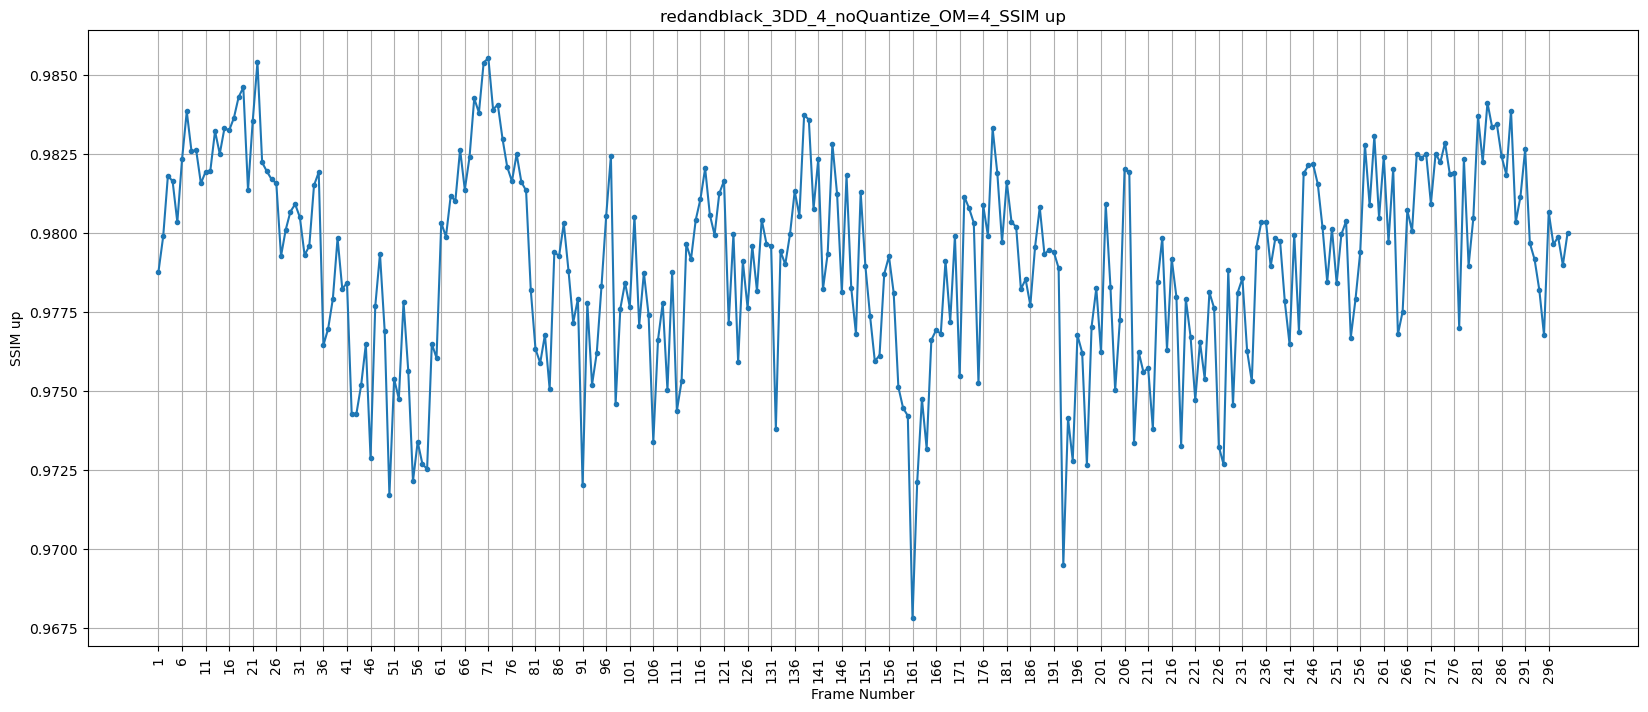 redandblack_3DD_4_noQuantize_OM=4_SSIM up
0.9850
0.9825
0.9800
0.9775
0.9750
0.9725
0.9700
0.9675
SSIM up
1 6 11 16 21 26 31 36 41 46 51 56 61 66 71 76 81 86 91 96 101 106 111 116 121 126 131 136 141 146 151 156 161 166 171 176 181 186 191 196 201 206 211 216 221 226 231 236 241 246 251 256 261 266 271 276 281 286 291 296
Frame Number